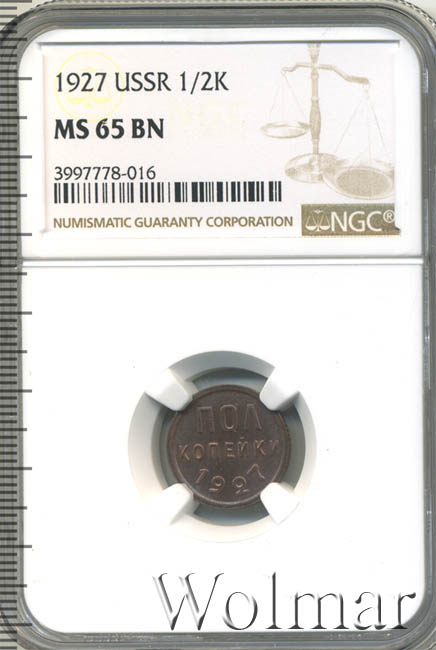 1927 USSR 1/2K
MS 65 BN
3997778-016
NUMISMATIC GUARANTY CORPORATION
NGC®
ПОЛ
КОПЕЙКИ
1927
Wolmar